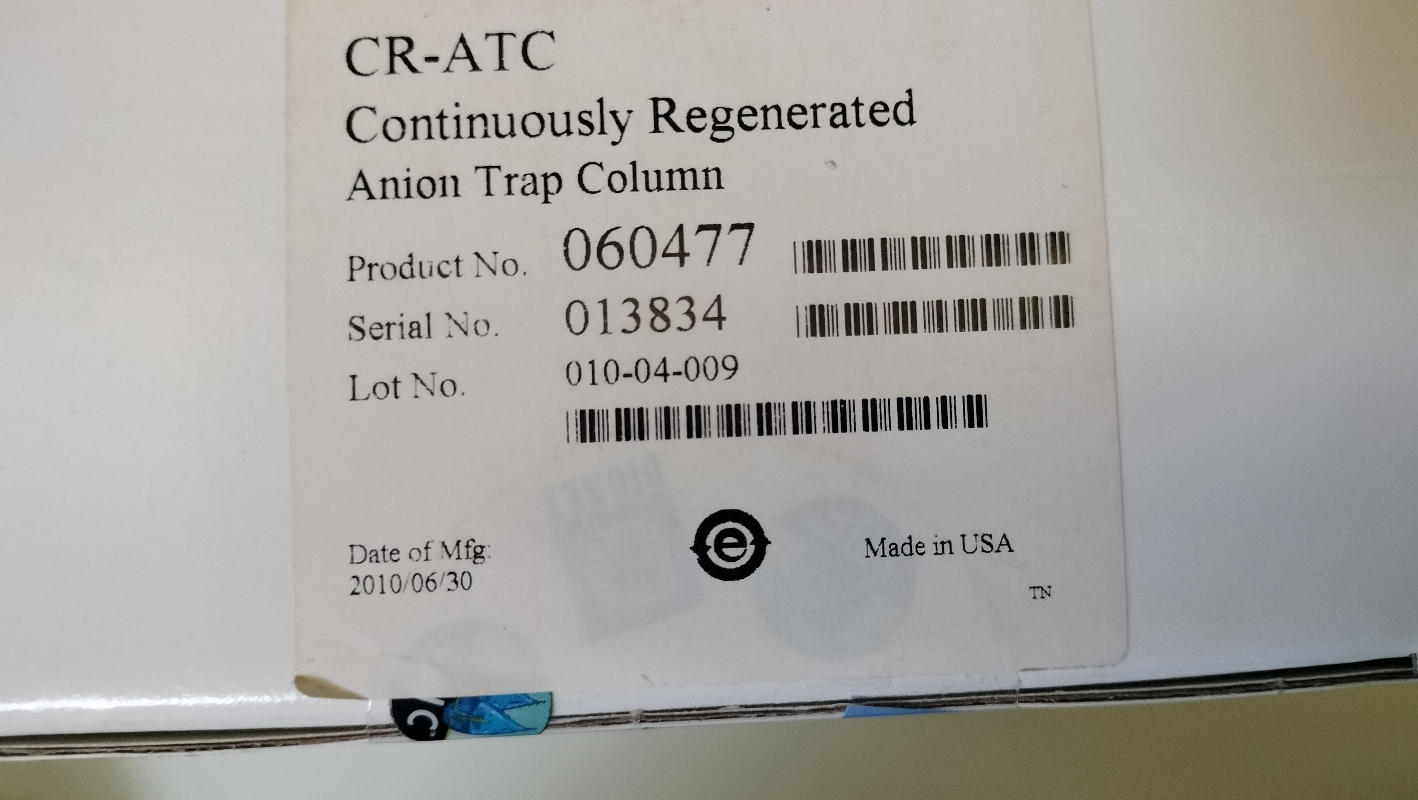 CR-ATC
Continuously Regenerated
Anion Trap Column
Product No. 060477
Serial No. 013834
Lot No. 010-04-009
e
Date of Mfg:
2010/06/30
Made in USA
TN